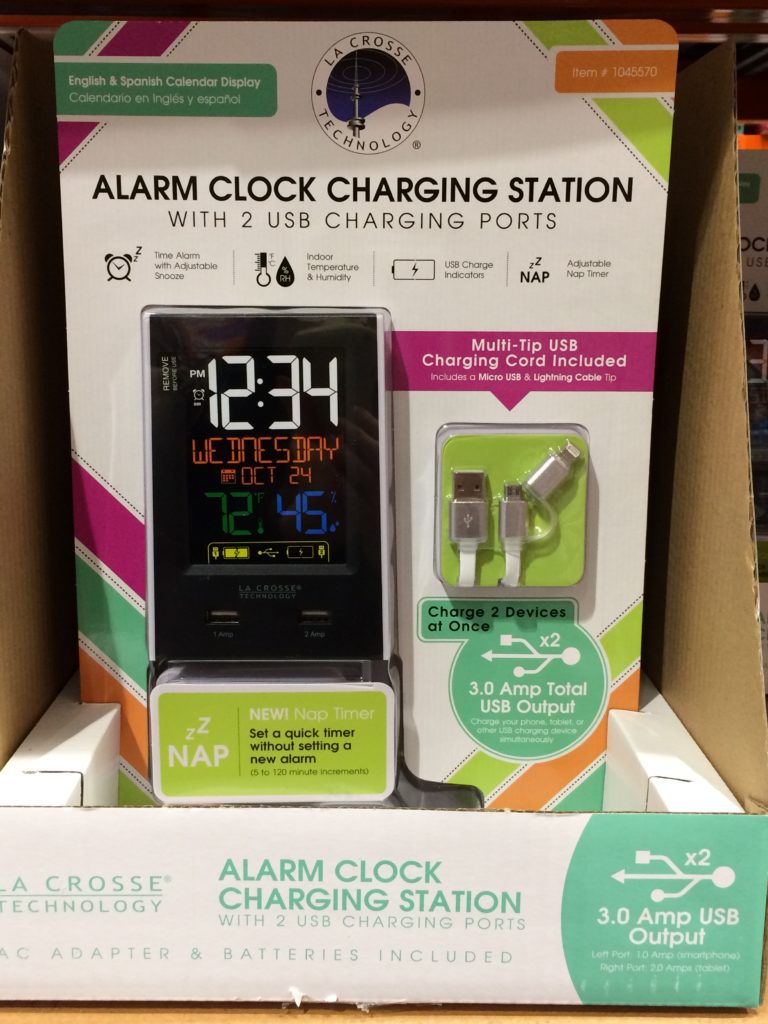 English & Spanish Calendar Display
Calendario en Inglés y español
LA CROSSE
TECHNOLOGY
®
Item # 1045570
ALARM CLOCK CHARGING STATION
WITH 2 USB CHARGING PORTS
Time Alarm
with Adjustable
Snooze
°F
°C
%
RH
Indoor
Temperature
& Humidity
USB Charge
Indicators
zZ
NAP
Adjustable
Nap Timer
REMOVE
BEFORE USE
PM
12:34
WEDNESDAY
OCT 24
72°F
45%
LA CROSSE®
TECHNOLOGY
1 Amp
2 Amp
Multi-Tip USB
Charging Cord Included
Includes a Micro USB & Lightning Cable Tip
Charge 2 Devices
at Once
x2
3.0 Amp Total
USB Output
Charge your phone, tablet, or
other USB charging device
simultaneously
zZ
NAP
NEW! Nap Timer
Set a quick timer
without setting a
new alarm
(5 to 120 minute increments)
LA CROSSE®
TECHNOLOGY
ALARM CLOCK
CHARGING STATION
WITH 2 USB CHARGING PORTS
AC ADAPTER & BATTERIES INCLUDED
x2
3.0 Amp USB
Output
Left Port: 1.0 Amp (smartphone)
Right Port: 2.0 Amps (tablet)